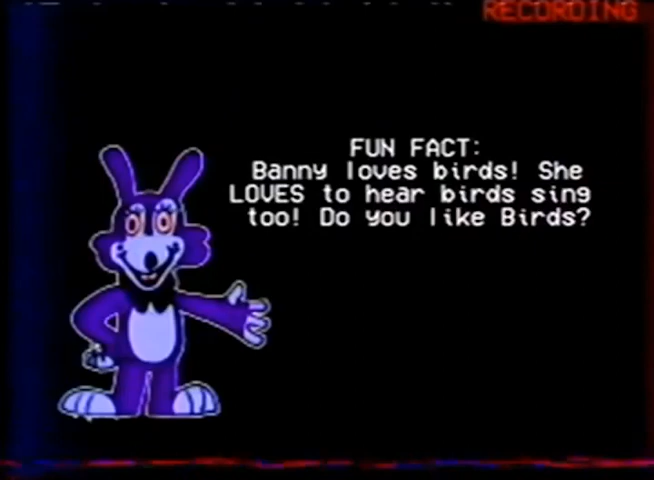 RECORDING
FUN FACT:
Banny loves birds! She
LOVES to hear birds sing
too! Do you like Birds?